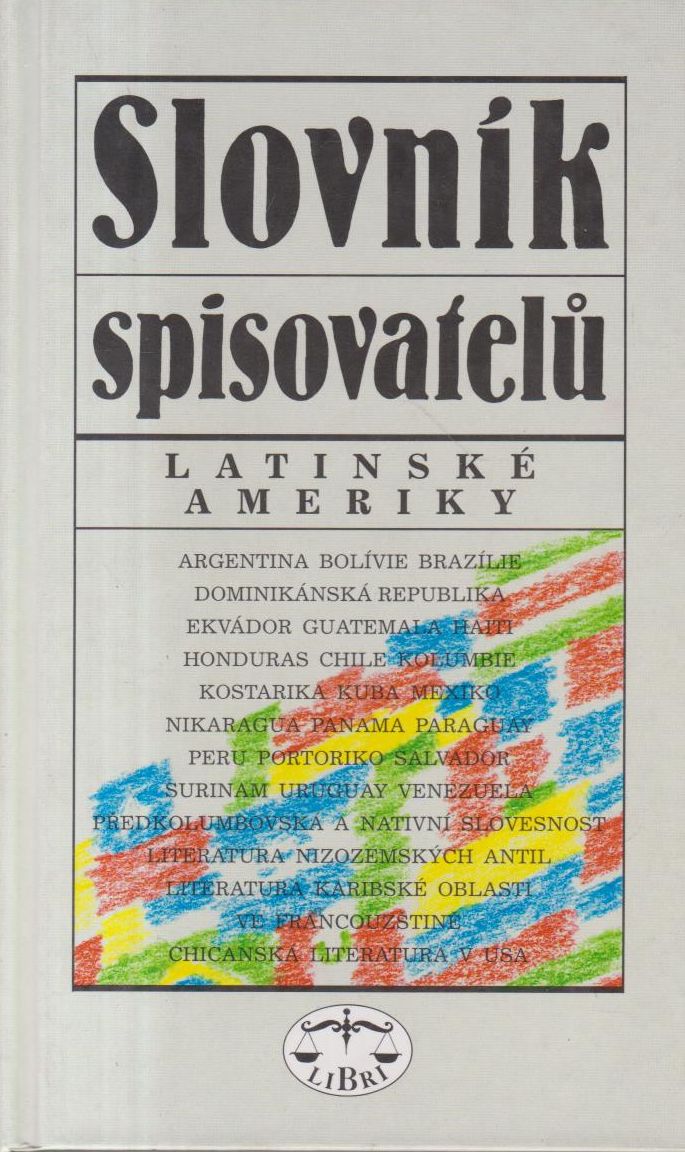 Slovník
spisovatelů
LATINSKÉ
AMERIKY
ARGENTINA BOLÍVIE BRAZÍLIE
DOMINIKÁNSKÁ REPUBLIKA
EKVÁDOR GUATEMALA HAITI
HONDURAS CHILE KOLUMBIE
KOSTARIKA KUBA MEXIKO
NIKARAGUA PANAMA PARAGUAY
PERU PORTORIKO SALVADOR
SURINAM URUGUAY VENEZUELA
PŘEDKOLUMBOVSKÁ A NATIVNÍ SLOVESNOST
LITERATURA NIZOZEMSKÝCH ANTIL
LITERATURA KARIBSKÉ OBLASTI
VE FRANCOUZŠTINĚ
CHICANSKÁ LITERATURA V USA
LIBRI